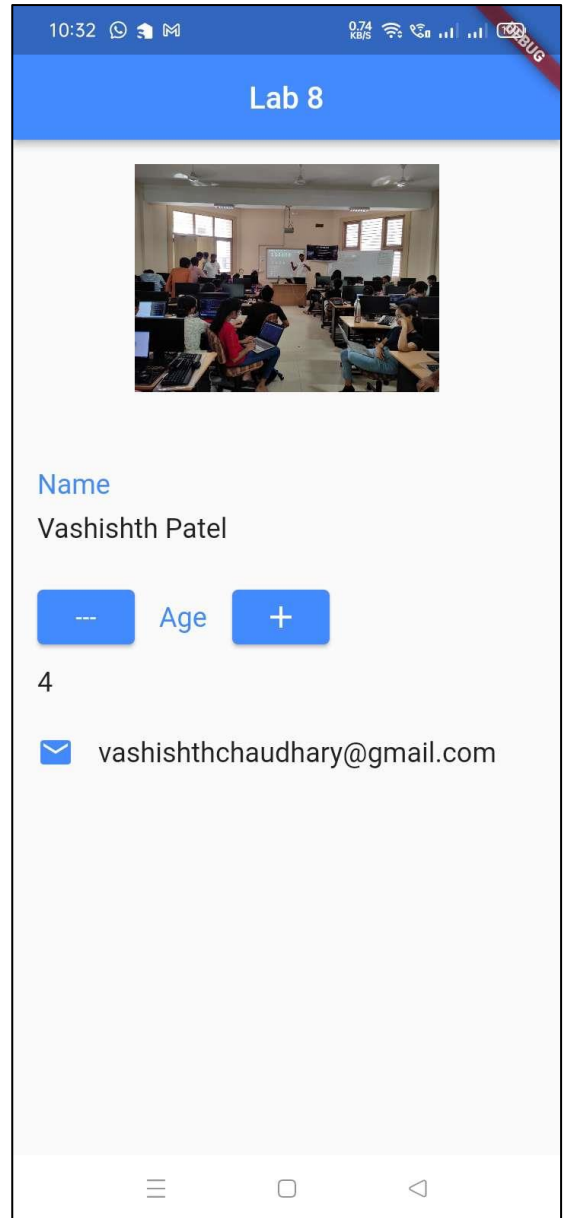 10:32 0.74 KB/S DEBUG
Lab 8
Name
Vashishth Patel
--- Age +
4
vashishthchaudhary@gmail.com